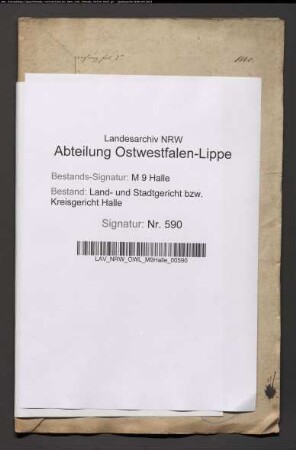 Landesarchiv NRW
Abteilung Ostwestfalen-Lippe
Bestands-Signatur: M 9 Halle
Bestand: Land- und Stadtgericht bzw.
Kreisgericht Halle
Signatur: Nr. 590
LAV_NRW_OWL_M9Halle_00590